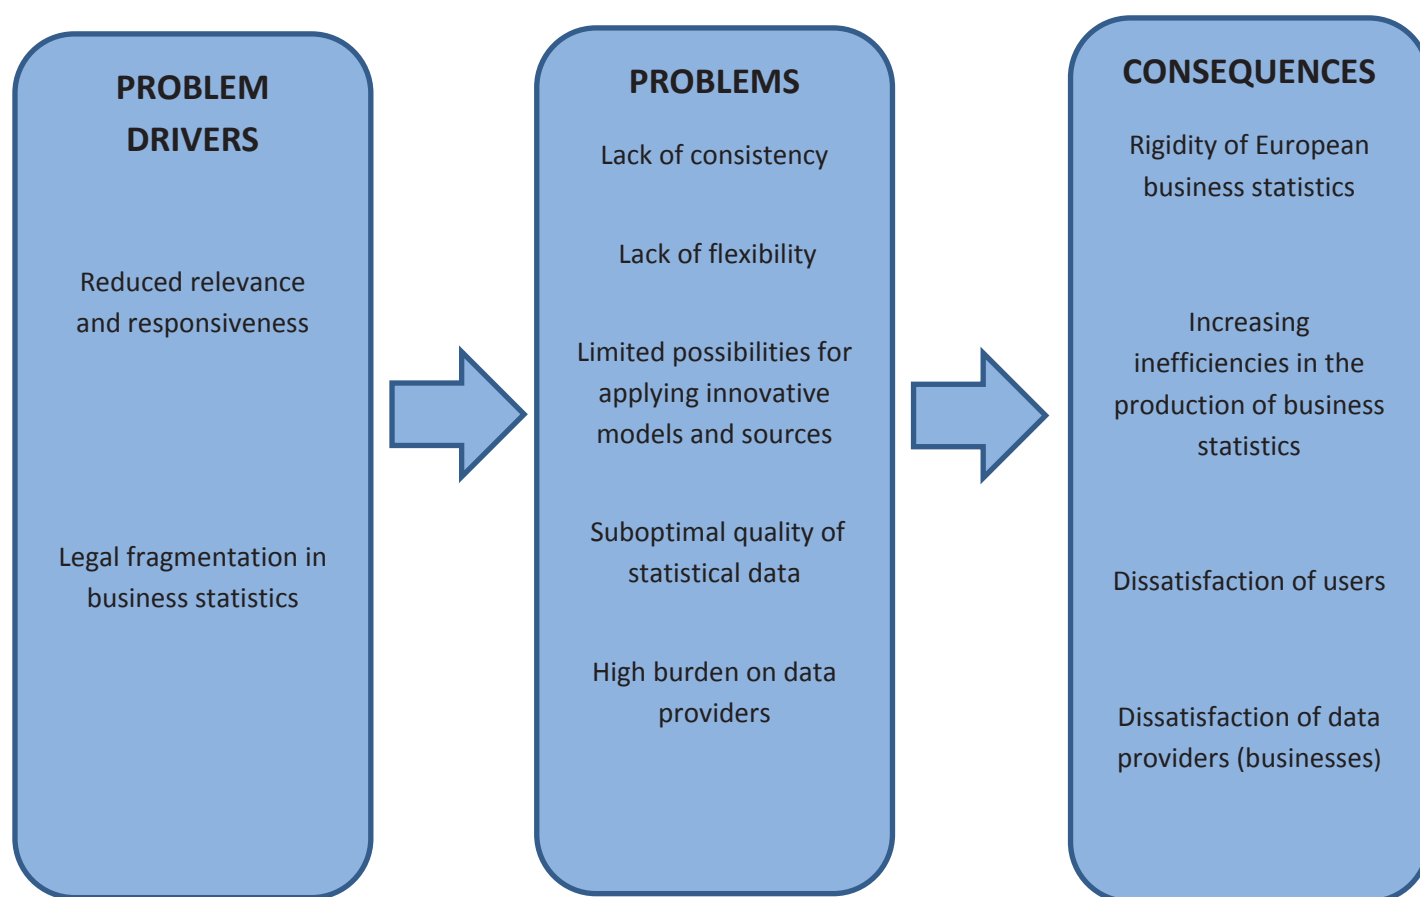 PROBLEM
DRIVERS
Reduced relevance
and responsiveness
Legal fragmentation in
business statistics
PROBLEMS
Lack of consistency
Lack of flexibility
Limited possibilities for
applying innovative
models and sources
Suboptimal quality of
statistical data
High burden on data
providers
CONSEQUENCES
Rigidity of European
business statistics
Increasing
inefficiencies in the
production of business
statistics
Dissatisfaction of users
Dissatisfaction of data
providers (businesses)